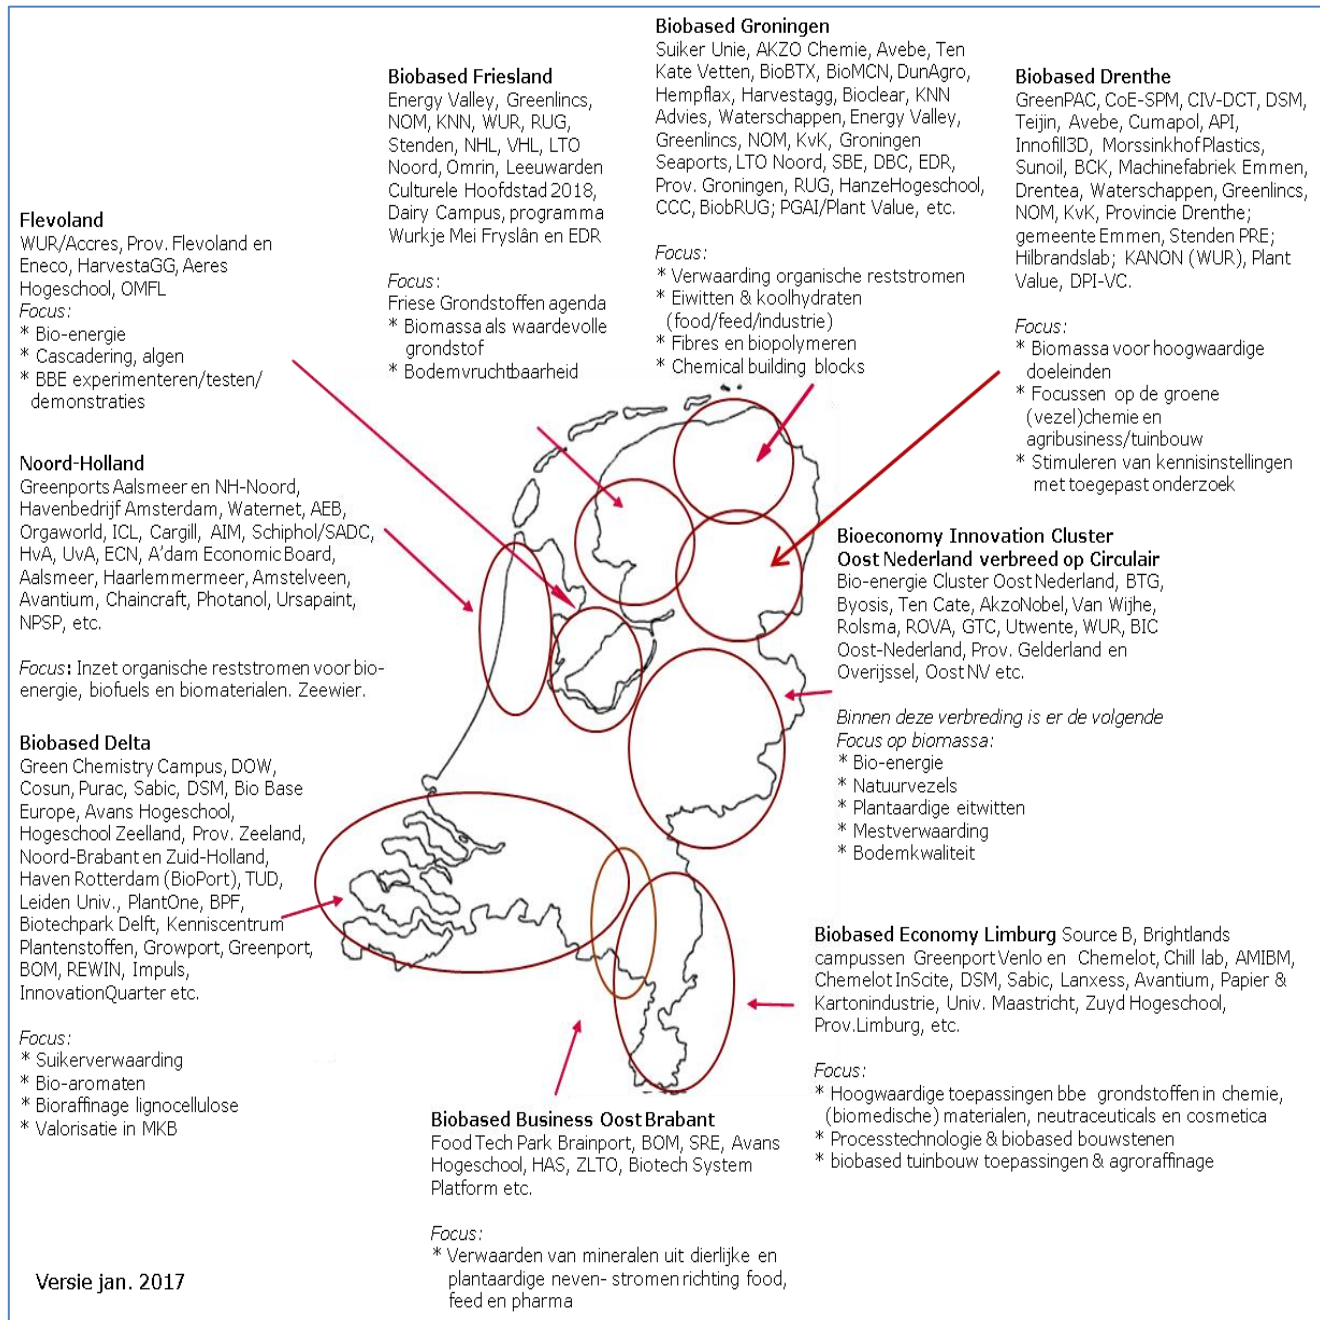 Biobased Groningen
Suiker Unie, AKZO Chemie, Avebe, Ten
Kate Vetten, BioBTX, BioMCN, DunAgro,
Hempflax, Harvestagg, Bioclear, KNN
Advies, Waterschappen, Energy Valley,
Greenlincs, NOM, KvK, Groningen
Seaports, LTO Noord, SBE, DBC, EDR,
Prov. Groningen, RUG, HanzeHogeschool,
CCC, BiobRUG; PGAI/Plant Value, etc.
Focus:
* Verwaarding organische reststromen
* Eiwitten & koolhydraten
(food/feed/industrie)
* Fibres en biopolymeren
* Chemical building blocks
Biobased Friesland
Energy Valley, Greenlincs,
NOM, KNN, WUR, RUG,
Stenden, NHL, VHL, LTO
Noord, Omrin, Leeuwarden
Culturele Hoofdstad 2018,
Dairy Campus, programma
Wurkje Mei Fryslân en EDR
Focus:
Friese Grondstoffen agenda
* Biomassa als waardevolle
grondstof
* Bodemvruchtbaarheid
Biobased Drenthe
GreenPAC, CoE-SPM, CIV-DCT, DSM,
Teijin, Avebe, Cumapol, API,
Innofill3D, Morssinkhof Plastics,
Sunoil, BCK, Machinefabriek Emmen,
Drentea, Waterschappen, Greenlincs,
NOM, KvK, Provincie Drenthe;
gemeente Emmen, Stenden PRE;
Hilbrandslab; KANON (WUR), Plant
Value, DPI-VC.
Focus:
* Biomassa voor hoogwaardige
doeleinden
* Focussen op de groene
(vezel)chemie en
agribusiness/tuinbouw
* Stimuleren van kennisinstellingen
met toegepast onderzoek
Flevoland
WUR/Accres, Prov. Flevoland en
Eneco, HarvestaGG, Aeres
Hogeschool, OMFL
Focus:
* Bio-energie
* Cascadering, algen
* BBE experimenteren/testen/
demonstraties
Noord-Holland
Greenports Aalsmeer en NH-Noord,
Havenbedrijf Amsterdam, Waternet, AEB,
Orgaworld, ICL, Cargill, AIM, Schiphol/SADC,
HvA, UvA, ECN, A'dam Economic Board,
Aalsmeer, Haarlemmermeer, Amstelveen,
Avantium, Chaincraft, Photanol, Ursapaint,
NPSP, etc.
Focus: Inzet organische reststromen voor bio-
energie, biofuels en biomaterialen. Zeewier.
Bioeconomy Innovation Cluster
Oost Nederland verbreed op Circulair
Bio-energie Cluster Oost Nederland, BTG,
Byosis, Ten Cate, AkzoNobel, Van Wijhe,
Rolsma, ROVA, GTC, Utwente, WUR, BIC
Oost-Nederland, Prov. Gelderland en
Overijssel, Oost NV etc.
Binnen deze verbreding is er de volgende
Focus op biomassa:
* Bio-energie
* Natuurvezels
* Plantaardige eitwitten
* Mestverwaarding
* Bodemkwaliteit
Biobased Delta
Green Chemistry Campus, DOW,
Cosun, Purac, Sabic, DSM, Bio Base
Europe, Avans Hogeschool,
Hogeschool Zeelland, Prov. Zeeland,
Noord-Brabant en Zuid-Holland,
Haven Rotterdam (BioPort), TUD,
Leiden Univ., PlantOne, BPF,
Biotechpark Delft, Kenniscentrum
Plantenstoffen, Growport, Greenport,
BOM, REWIN, Impuls,
InnovationQuarter etc.
Focus:
* Suikerverwaarding
* Bio-aromaten
* Bioraffinage lignocellulose
* Valorisatie in MKB
Biobased Economy Limburg Source B, Brightlands
campussen Greenport Venlo en Chemelot, Chill lab, AMIBM,
Chemelot InScite, DSM, Sabic, Lanxess, Avantium, Papier &
Kartonindustrie, Univ. Maastricht, Zuyd Hogeschool,
Prov.Limburg, etc.
Focus:
* Hoogwaardige toepassingen bbe grondstoffen in chemie,
(biomedische) materialen, neutraceuticals en cosmetica
* Processtechnologie & biobased bouwstenen
* biobased tuinbouw toepassingen & agroraffinage
Biobased Business Oost Brabant
Food Tech Park Brainport, BOM, SRE, Avans
Hogeschool, HAS, ZLTO, Biotech System
Platform etc.
Focus:
* Verwaarden van mineralen uit dierlijke en
plantaardige neven- stromen richting food,
feed en pharma
Versie jan. 2017